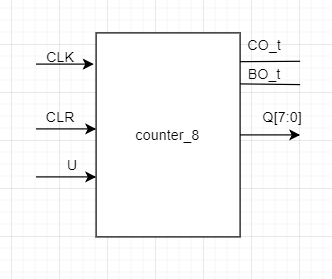 CLK
CO_t
BO_t
CLR
Q[7:0]
counter_8
U